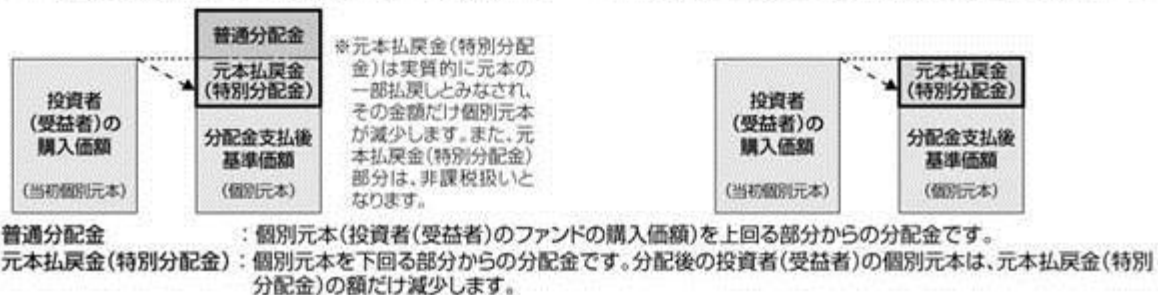 普通分配金
元本払戻金
(特別分配金)
投資者
(受益者)の
購入価額
(当初個別元本)
分配金支払後
基準価額
(個別元本)
※元本払戻金(特別分配
金)は実質的に元本の
一部払戻しとみなされ、
その金額だけ個別元本
が減少します。また、元
本払戻金(特別分配金)
部分は、非課税扱いと
なります。
投資者
(受益者)の
購入価額
(当初個別元本)
元本払戻金
(特別分配金)
分配金支払後
基準価額
(個別元本)
普通分配金 : 個別元本(投資者(受益者)のファンドの購入価額)を上回る部分からの分配金です。
元本払戻金(特別分配金) : 個別元本を下回る部分からの分配金です。分配後の投資者(受益者)の個別元本は、元本払戻金(特別
分配金)の額だけ減少します。